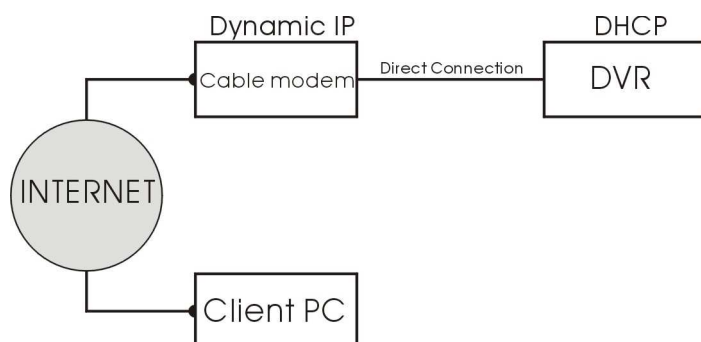 Dynamic IP
DHCP
Cable modem
Direct Connection
DVR
INTERNET
Client PC